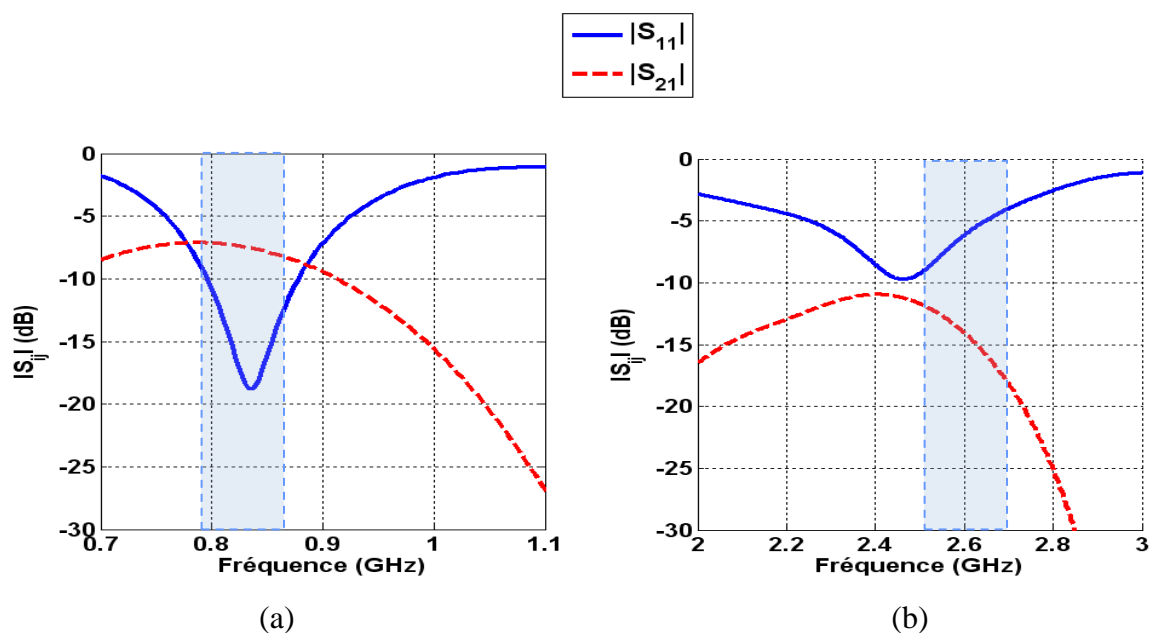 |S11|
|S21|
|Sij| (dB)
0
-5
-10
-15
-20
-25
-30
0.7 0.8 0.9 1 1.1
Fréquence (GHz)
(a)
|Sij| (dB)
0
-5
-10
-15
-20
-25
-30
2 2.2 2.4 2.6 2.8 3
Fréquence (GHz)
(b)